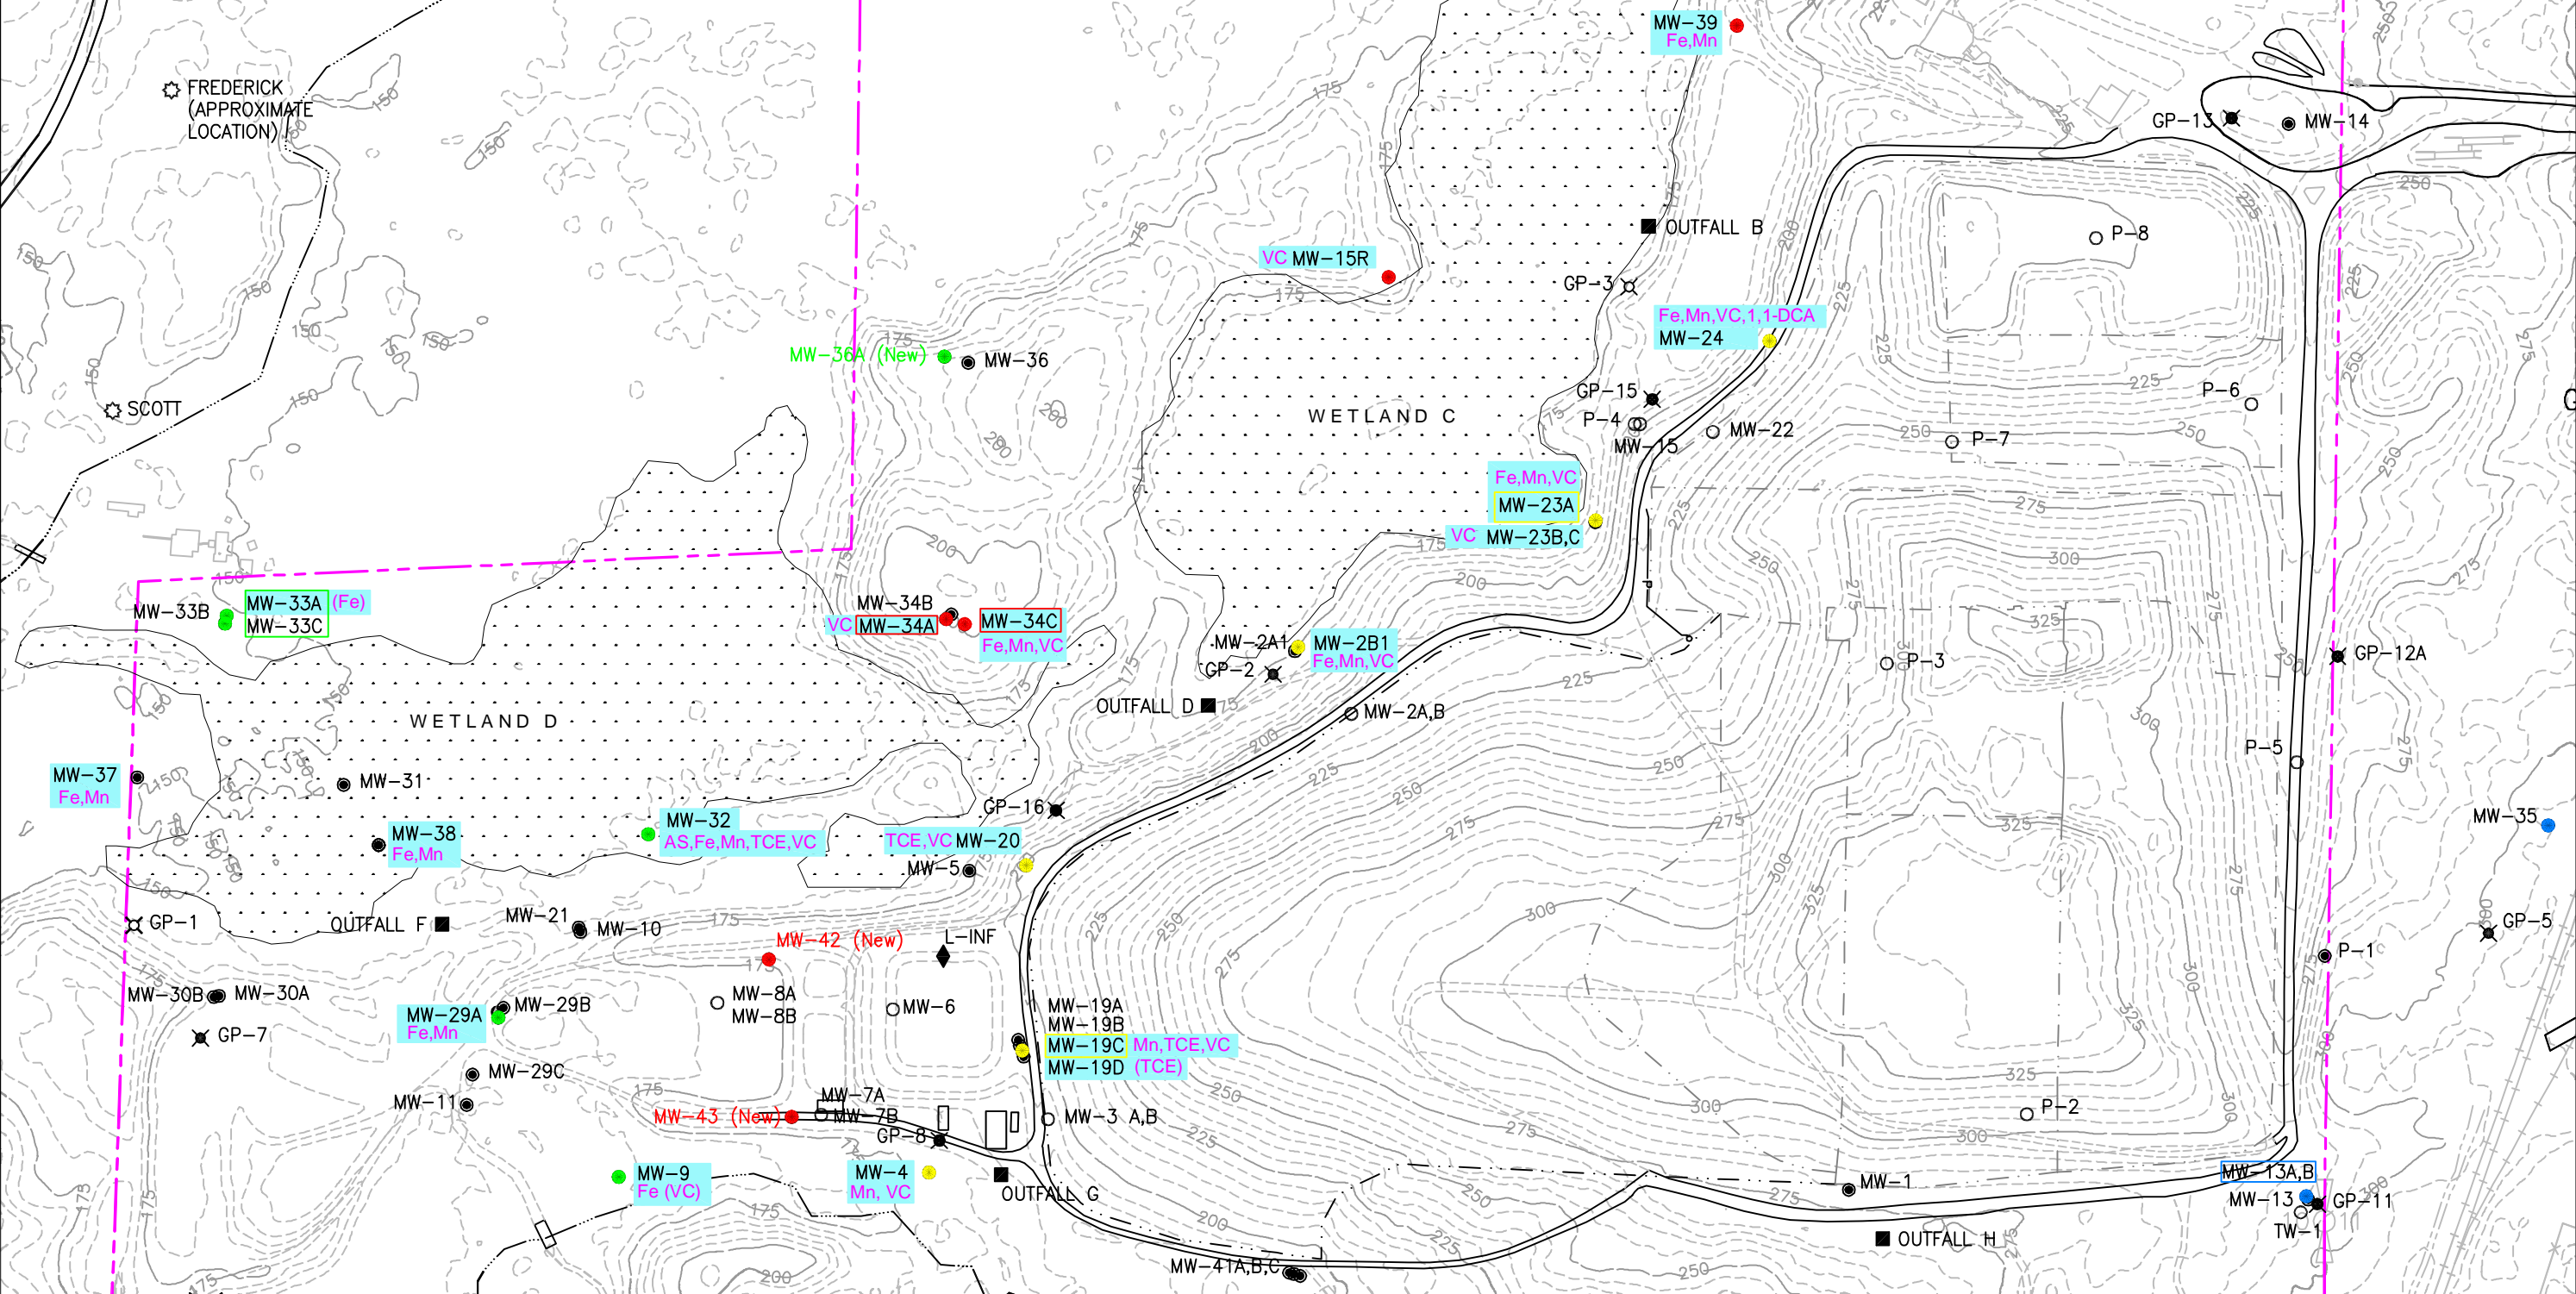 MW-39
Fe,Mn
FREDERICK
(APPROXIMATE
LOCATION)
GP-13
MW-14
OUTFALL B
P-8
VC MW-15R
GP-3
Fe,Mn,VC,1,1-DCA
MW-24
MW-36A (New)
MW-36
SCOTT
GP-15
P-4
MW-15
MW-22
P-6
P-7
WETLAND C
Fe,Mn,VC
MW-23A
VC MW-23B,C
MW-33B
MW-33A (Fe)
MW-33C
MW-34B
VC MW-34A
MW-34C
Fe,Mn,VC
MW-2A1
MW-2B1
Fe,Mn,VC
GP-2
P-3
GP-12A
OUTFALL D
MW-2A,B
WETLAND D
P-5
MW-37
Fe,Mn
MW-31
GP-16
MW-35
MW-38
Fe,Mn
MW-32
AS,Fe,Mn,TCE,VC
TCE,VC MW-20
MW-5
GP-1
OUTFALL F
MW-21
MW-10
MW-42 (New)
L-INF
GP-5
P-1
MW-30B
MW-30A
MW-29B
MW-29A
Fe,Mn
MW-8A
MW-8B
MW-6
MW-19A
MW-19B
MW-19C Mn,TCE,VC
MW-19D (TCE)
GP-7
MW-29C
MW-11
MW-7A
MW-43 (New)
MW-7B
GP-8
MW-3 A,B
P-2
MW-9
Fe (VC)
MW-4
Mn, VC
OUTFALL G
MW-1
MW-13A,B
MW-13
GP-11
TW-1
OUTFALL H
MW-41A,B,C
150
175
200
225
250
275
300
325